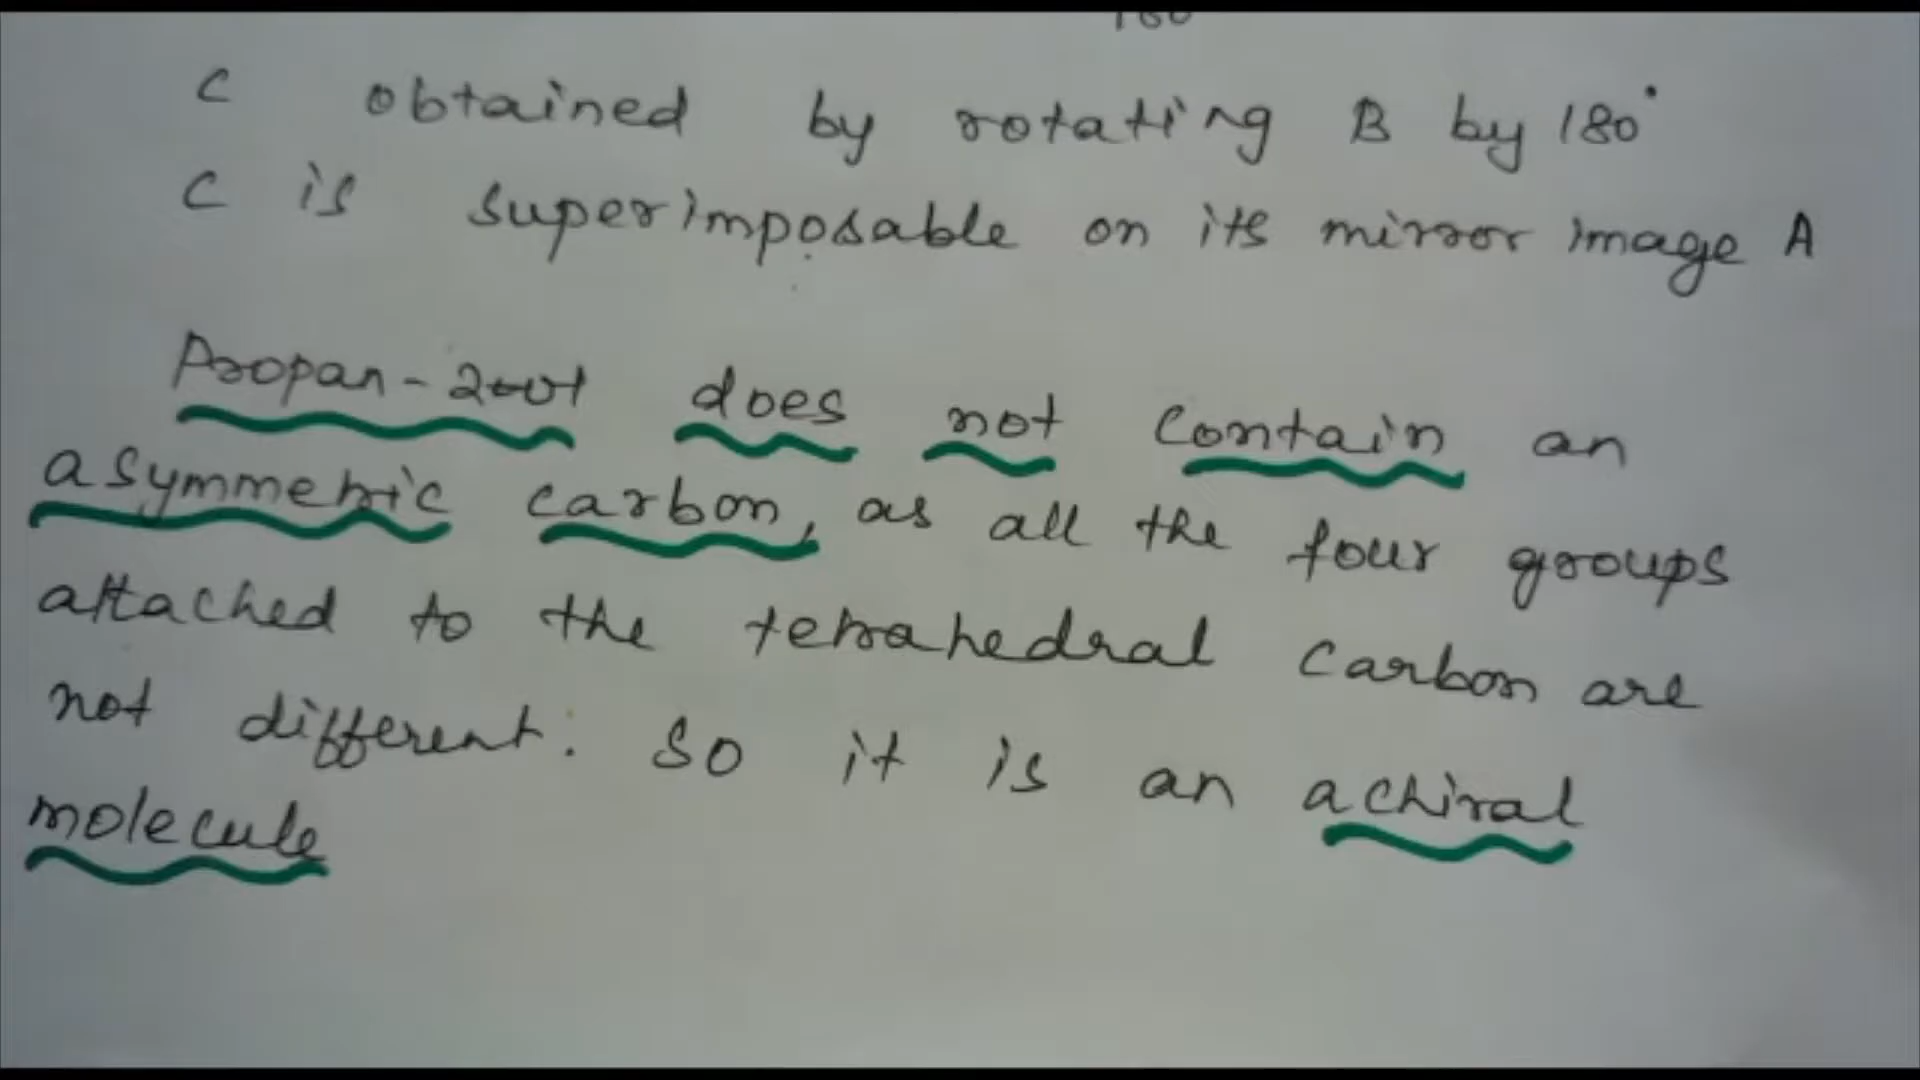 C obtained by rotating B by 180°
C is superimposable on its mirror image A
Propan-2-ol does not contain an
asymmetric carbon, as all the four groups
attached to the tetrahedral carbon are
not different. So it is an achiral
molecule